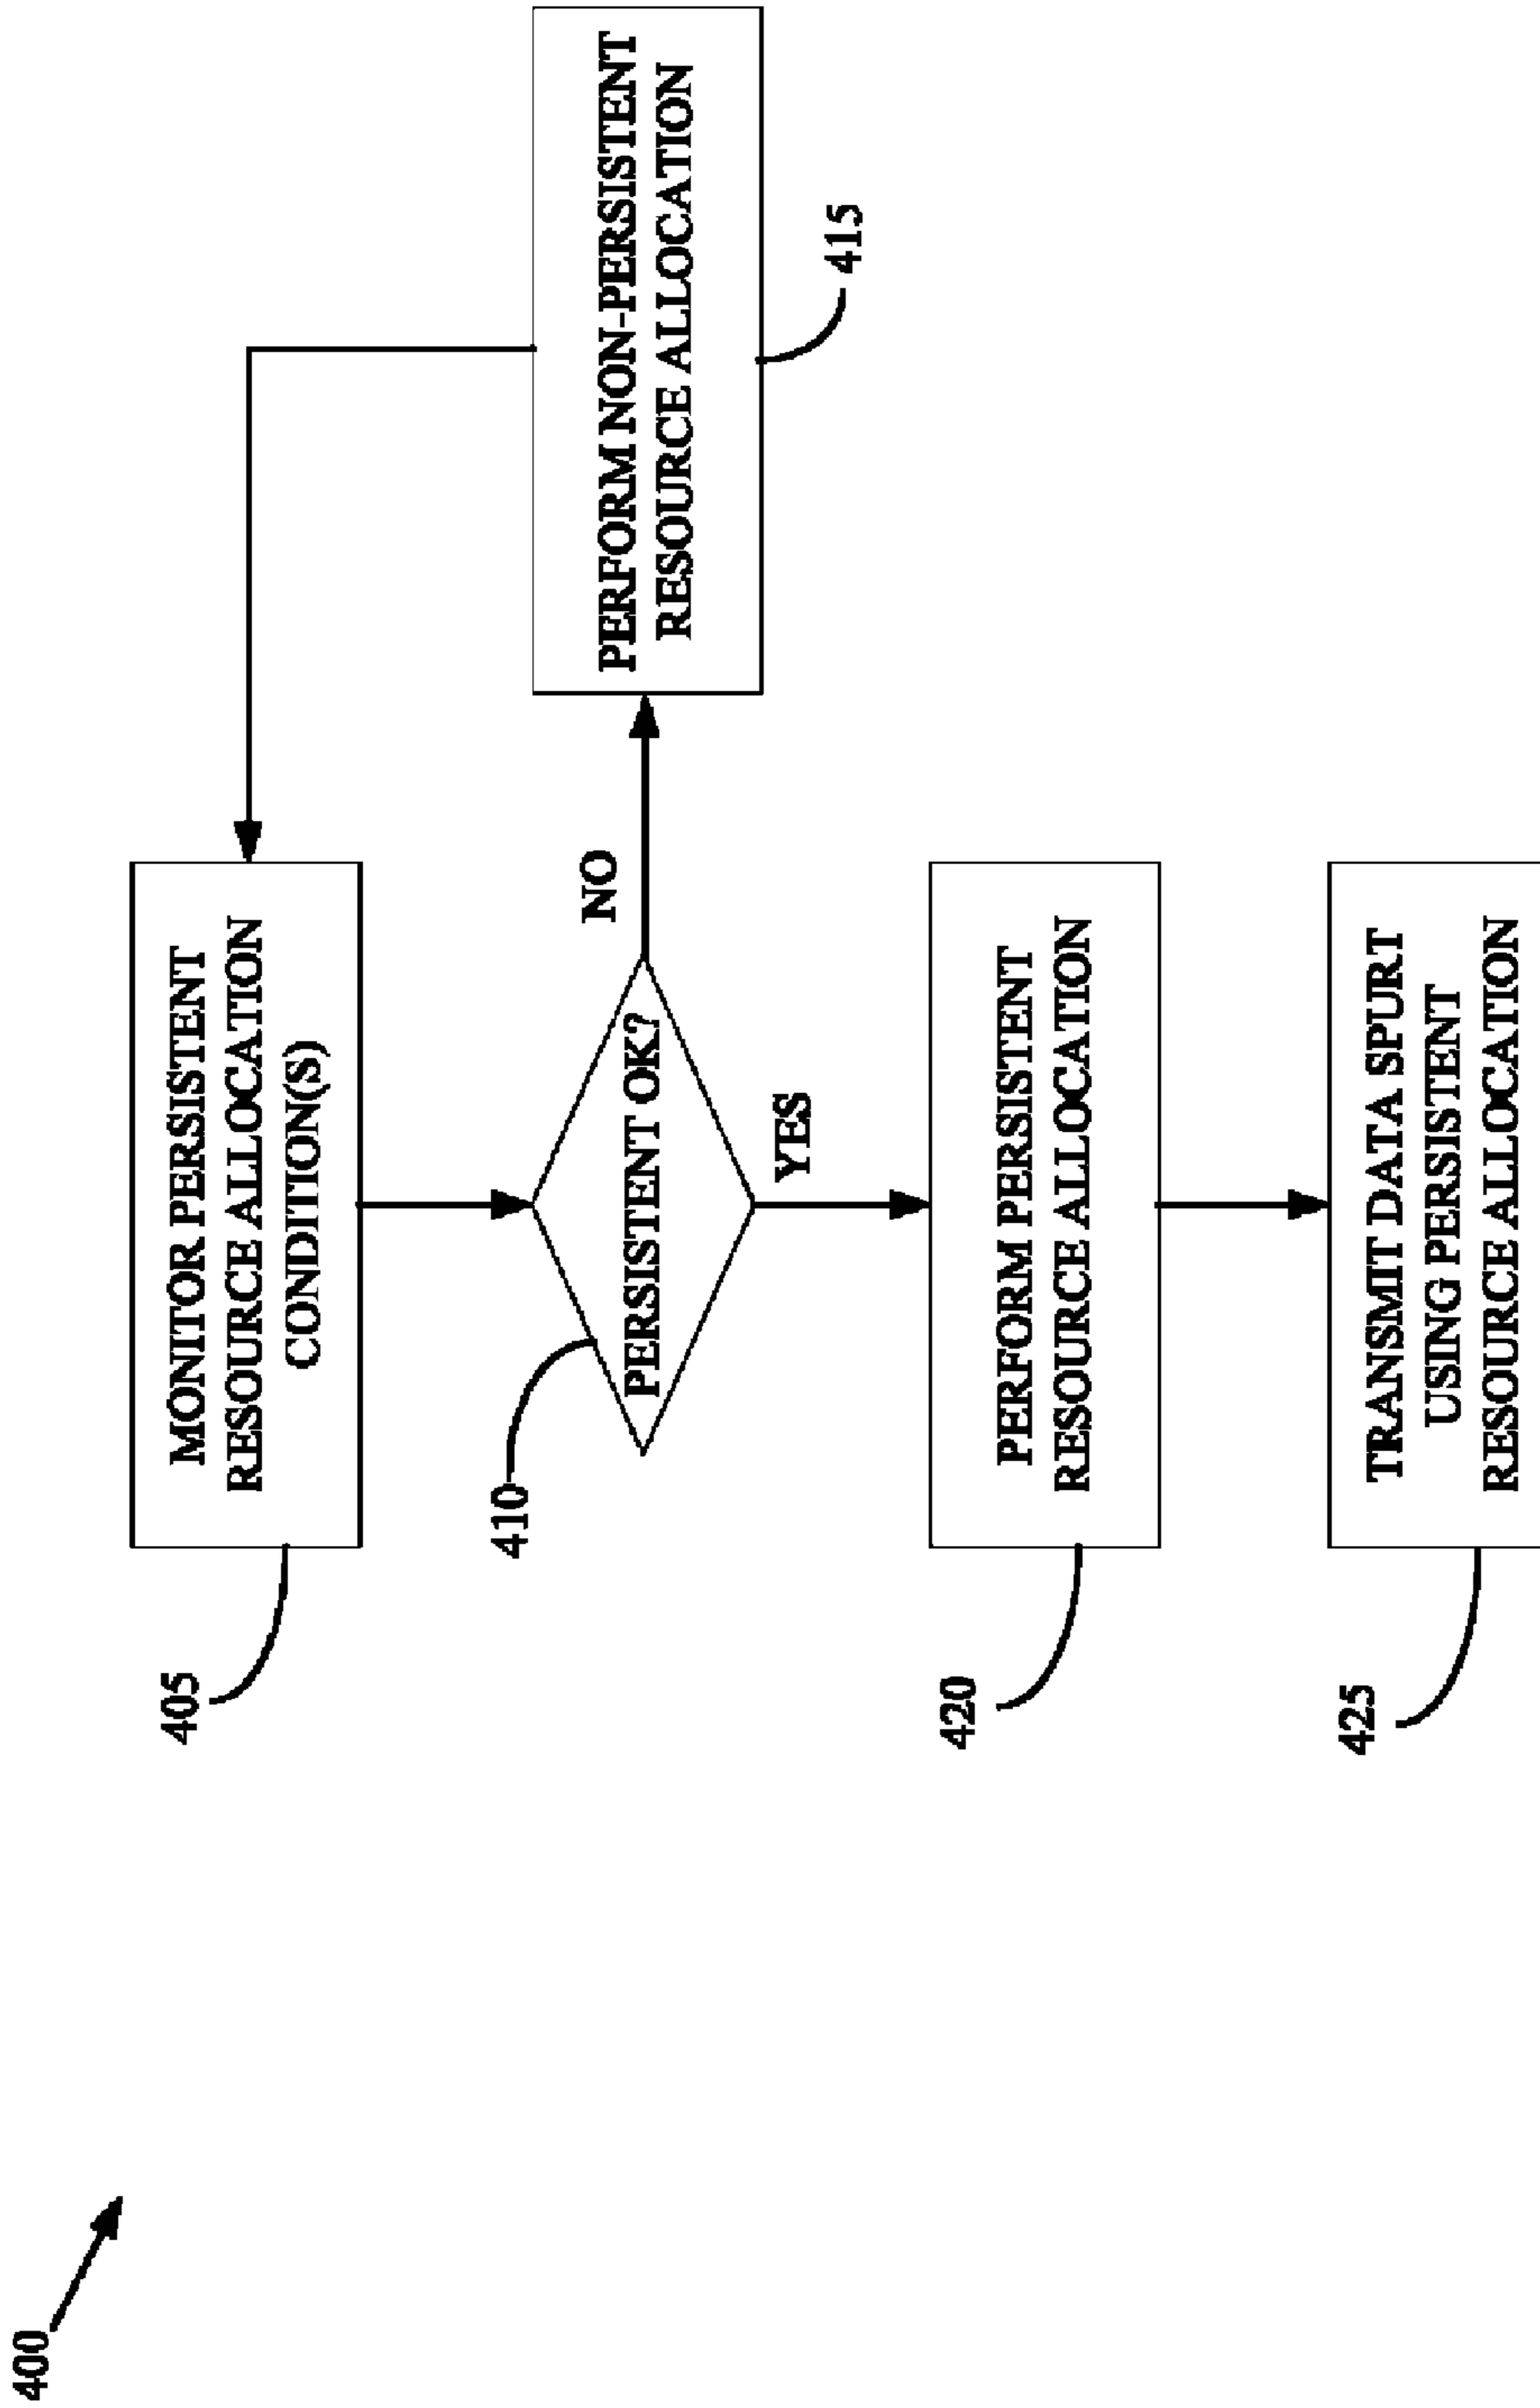 400
405
MONITOR PERSISTENT
RESOURCE ALLOCATION
CONDITION(S)
410
PERSISTENT OK?
NO
PERFORM NON-PERSISTENT
RESOURCE ALLOCATION
415
YES
420
PERFORM PERSISTENT
RESOURCE ALLOCATION
425
TRANSMIT DATA SPURT
USING PERSISTENT
RESOURCE ALLOCATION